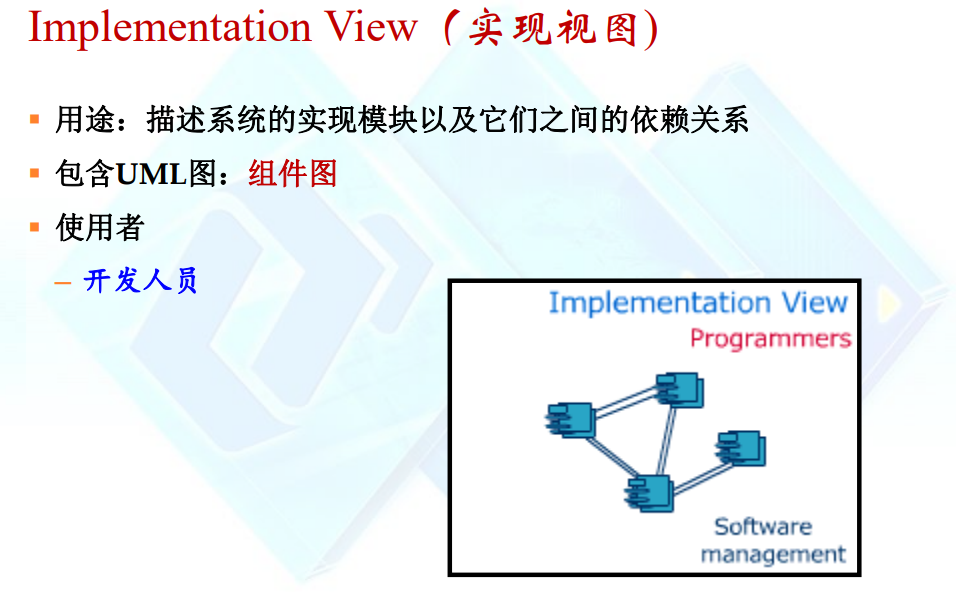 Implementation View（实现视图)
用途：描述系统的实现模块以及它们之间的依赖关系
包含UML图：组件图
使用者
– 开发人员
Implementation View
Programmers
Software
management